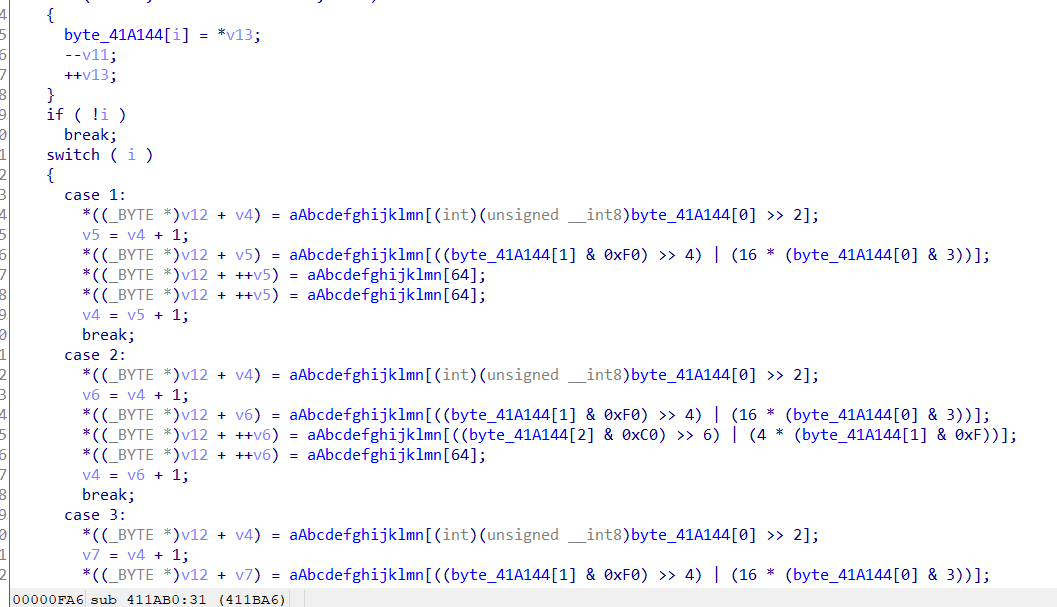 4 {
5 byte_41A144[i] = *v13;
6 --v11;
7 ++v13;
8 }
9 if ( !i )
0 break;
1 switch ( i )
2 {
3 case 1:
4 *((_BYTE *)v12 + v4) = aAbcdefghijklmn[(int)(unsigned __int8)byte_41A144[0] >> 2];
5 v5 = v4 + 1;
6 *((_BYTE *)v12 + v5) = aAbcdefghijklmn[((byte_41A144[1] & 0xF0) >> 4) | (16 * (byte_41A144[0] & 3))];
7 *((_BYTE *)v12 + ++v5) = aAbcdefghijklmn[64];
8 *((_BYTE *)v12 + ++v5) = aAbcdefghijklmn[64];
9 v4 = v5 + 1;
0 break;
1 case 2:
2 *((_BYTE *)v12 + v4) = aAbcdefghijklmn[(int)(unsigned __int8)byte_41A144[0] >> 2];
3 v6 = v4 + 1;
4 *((_BYTE *)v12 + v6) = aAbcdefghijklmn[((byte_41A144[1] & 0xF0) >> 4) | (16 * (byte_41A144[0] & 3))];
5 *((_BYTE *)v12 + ++v6) = aAbcdefghijklmn[((byte_41A144[2] & 0xC0) >> 6) | (4 * (byte_41A144[1] & 0xF))];
6 *((_BYTE *)v12 + ++v6) = aAbcdefghijklmn[64];
7 v4 = v6 + 1;
8 break;
9 case 3:
0 *((_BYTE *)v12 + v4) = aAbcdefghijklmn[(int)(unsigned __int8)byte_41A144[0] >> 2];
1 v7 = v4 + 1;
2 *((_BYTE *)v12 + v7) = aAbcdefghijklmn[((byte_41A144[1] & 0xF0) >> 4) | (16 * (byte_41A144[0] & 3))];
00000FA6 sub 411AB0:31 (411BA6)